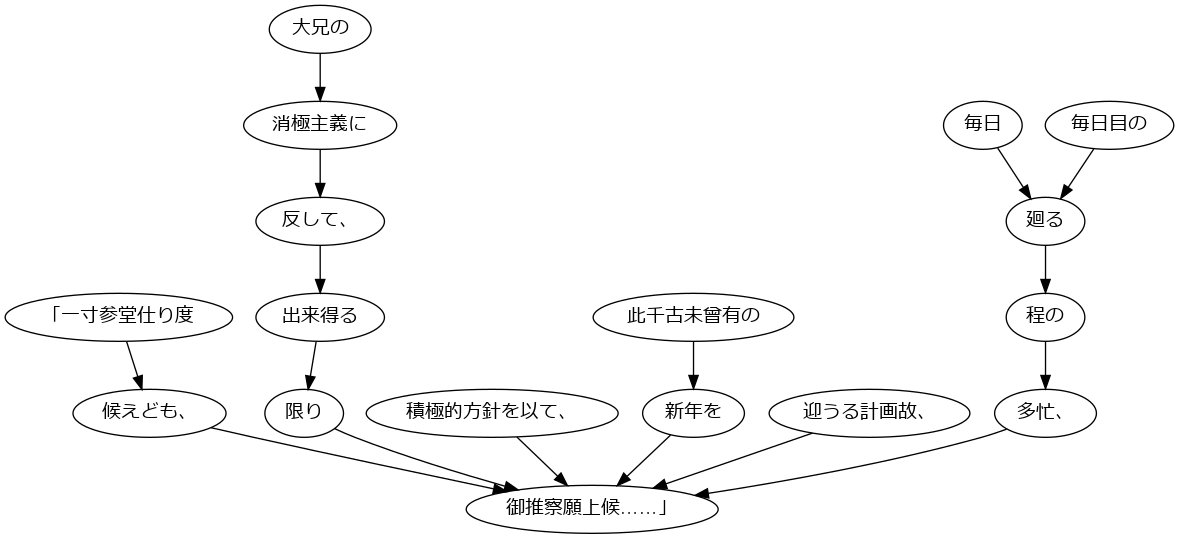 大兄の
消極主義に
毎日
毎日目の
反して、
廻る
「一寸参堂仕り度
出来得る
此千古未曾有の
程の
候えども、
限り
積極的方針を以て、
新年を
迎うる計画故、
多忙、
御推察願上候……」